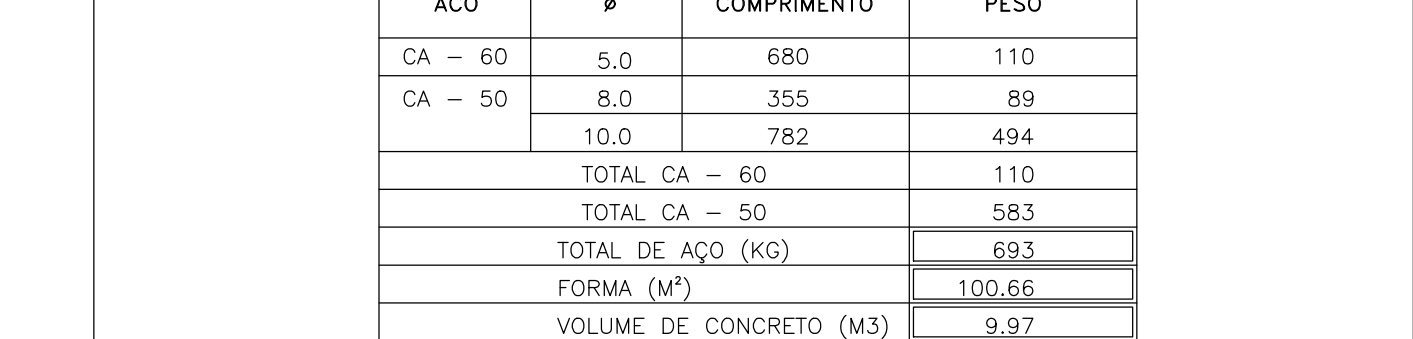 ACO ø COMPRIMENTO PESO
CA - 60 5.0 680 110
CA - 50 8.0 355 89
10.0 782 494
TOTAL CA - 60 110
TOTAL CA - 50 583
TOTAL DE AÇO (KG) 693
FORMA (M²) 100.66
VOLUME DE CONCRETO (M3) 9.97